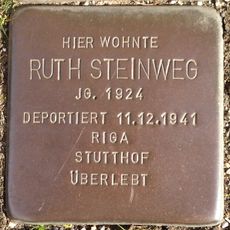 HIER WOHNTE
RUTH STEINWEG
JG. 1924
DEPORTIERT 11.12.1941
RIGA
STUTTHOF
ÜBERLEBT